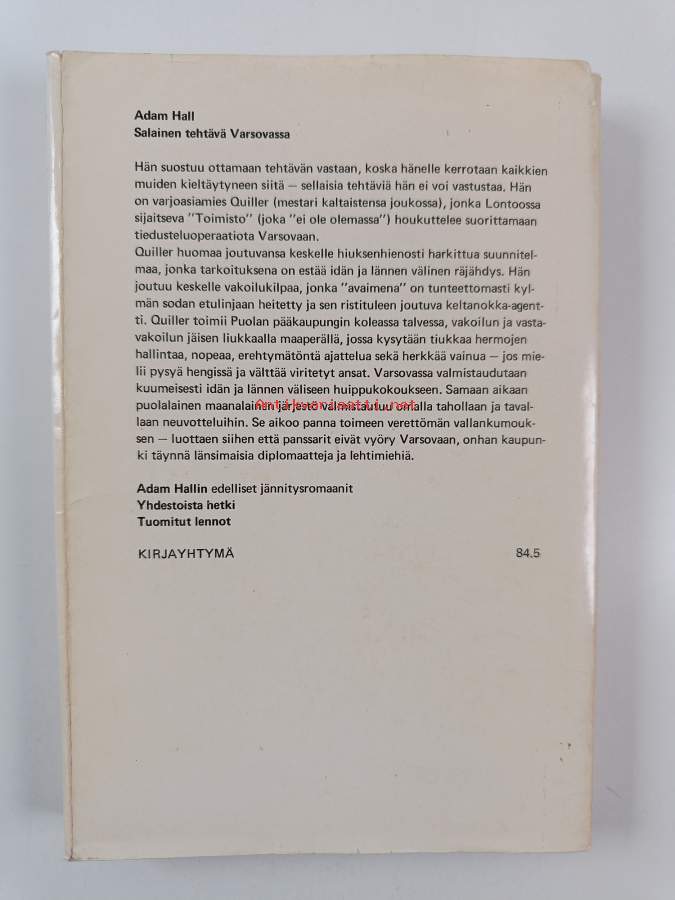 Adam Hall
Salainen tehtävä Varsovassa
Hän suostuu ottamaan tehtävän vastaan, koska hänelle kerrotaan kaikkien
muiden kieltäytyneen siitä — sellaisia tehtäviä hän ei voi vastustaa. Hän
on varjoasiamies Quiller (mestari kaltaistensa joukossa), jonka Lontoossa
sijaitseva ”Toimisto” (joka ”ei ole olemassa”) houkuttelee suorittamaan
tiedusteluoperaatiota Varsovaan.
Quiller huomaa joutuvansa keskelle hiuksenhienosti harkittua suunnitel-
maa, jonka tarkoituksena on estää idän ja lännen välinen räjähdys. Hän
joutuu keskelle vakoilukilpaa, jonka ”avaimena” on tunteettomasti kyl-
män sodan etulinjaan heitetty ja sen ristituleen joutuva keltanokka-agent-
ti. Quiller toimii Puolan pääkaupungin koleassa talvessa, vakoilun ja vasta-
vakoilun jäisen liukkaalla maaperällä, jossa kysytään tiukkaa hermojen
hallintaa, nopeaa, erehtymätöntä ajattelua sekä herkkää vainua — jos mie-
lii pysyä hengissä ja välttää viritetyt ansat. Varsovassa valmistaudutaan
kuumeisesti idän ja lännen väliseen huippukokoukseen. Samaan aikaan
puolalainen maanalainen järjestö valmistautuu omalla tahollaan ja taval-
laan neuvotteluihin. Se aikoo panna toimeen verettömän vallankumouk-
sen — luottaen siihen että panssarit eivät vyöry Varsovaan, onhan kaupun-
ki täynnä länsimaisia diplomaatteja ja lehtimiehiä.
Adam Hallin edelliset jännitysromaanit
Yhdestoista hetki
Tuomitut lennot
KIRJAYHTYMÄ 84.5
Antikvariaatti.net